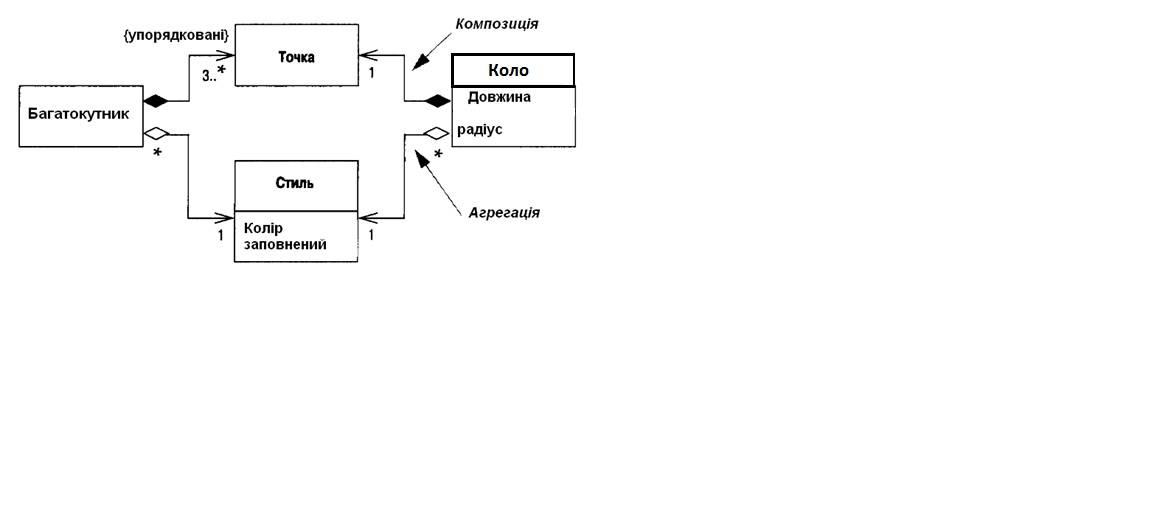 Композиція
{упорядковані}
Точка
3..*
1
Коло
Довжина
радіус
Багатокутник
*
*
Стиль
Колір
заповнений
1
1
Агрегація